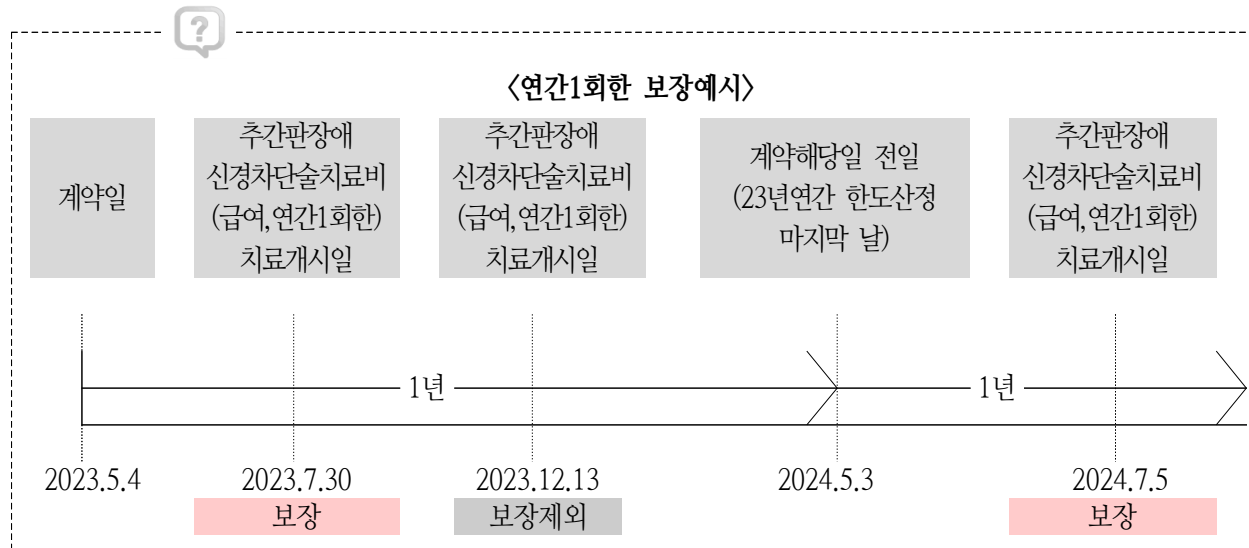 ?
〈연간1회한 보장예시〉
계약일
추간판장애
신경차단술치료비
(급여,연간1회한)
치료개시일
추간판장애
신경차단술치료비
(급여,연간1회한)
치료개시일
계약해당일 전일
(23년연간 한도산정
마지막 날)
추간판장애
신경차단술치료비
(급여,연간1회한)
치료개시일
1년
1년
2023.5.4
2023.7.30
2023.12.13
2024.5.3
2024.7.5
보장
보장제외
보장